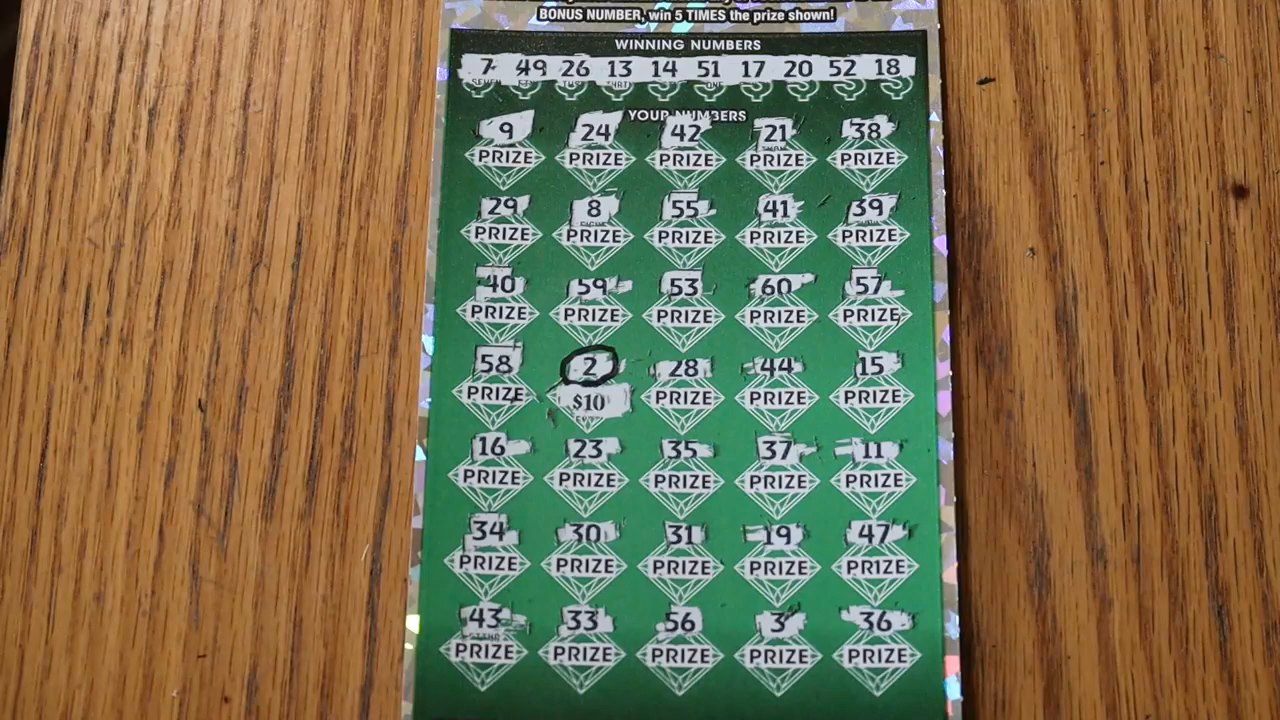 BONUS NUMBER, win 5 TIMES the prize shown!
WINNING NUMBERS
7 49 26 13 14 51 17 20 52 18
YOUR NUMBERS
9 24 42 21 38
PRIZE PRIZE PRIZE PRIZE PRIZE
29 8 55 41 39
PRIZE PRIZE PRIZE PRIZE PRIZE
40 59 53 60 57
PRIZE PRIZE PRIZE PRIZE PRIZE
58 2 28 44 15
PRIZE $10 PRIZE PRIZE PRIZE
16 23 35 37 11
PRIZE PRIZE PRIZE PRIZE PRIZE
34 30 31 19 47
PRIZE PRIZE PRIZE PRIZE PRIZE
43 33 56 3 36
PRIZE PRIZE PRIZE PRIZE PRIZE